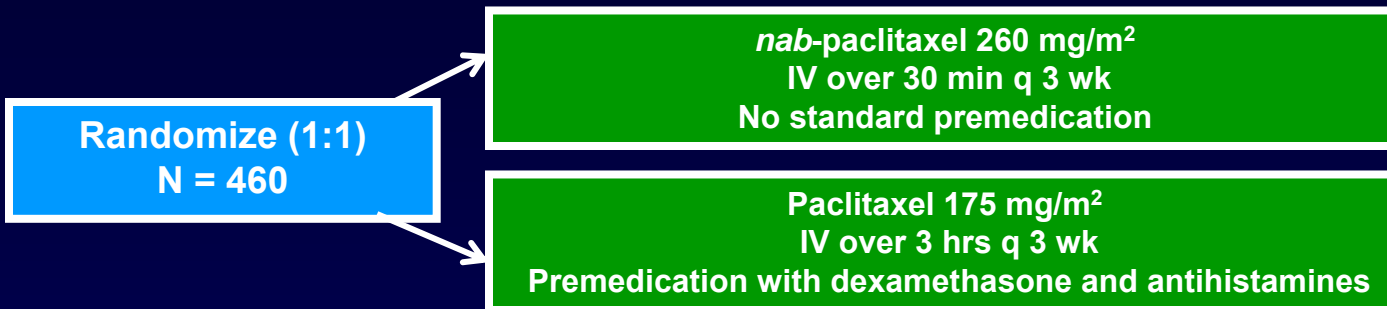 nab-paclitaxel 260 mg/m²
IV over 30 min q 3 wk
No standard premedication
Randomize (1:1)
N = 460
Paclitaxel 175 mg/m²
IV over 3 hrs q 3 wk
Premedication with dexamethasone and antihistamines